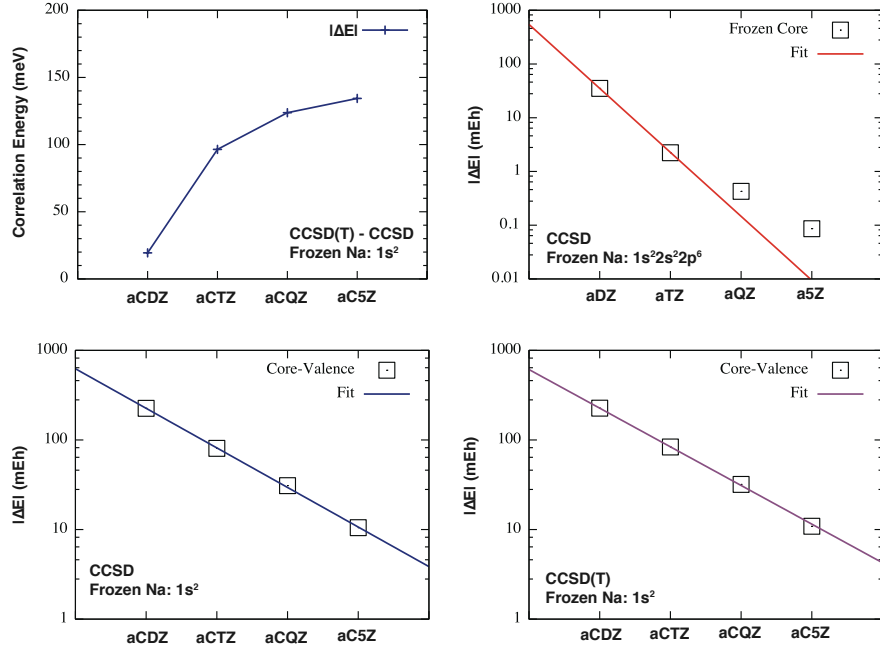 200
150
100
50
0
Correlation Energy (meV)
|ΔE|
CCSD(T) - CCSD
Frozen Na: 1s²
aCDZ aCTZ aCQZ aC5Z
1000
100
10
1
0.1
0.01
|ΔE| (mEh)
Frozen Core
Fit
CCSD
Frozen Na: 1s²2s²2p⁶
aDZ aTZ aQZ a5Z
1000
100
10
1
|ΔE| (mEh)
Core-Valence
Fit
CCSD
Frozen Na: 1s²
aCDZ aCTZ aCQZ aC5Z
1000
100
10
1
|ΔE| (mEh)
Core-Valence
Fit
CCSD(T)
Frozen Na: 1s²
aCDZ aCTZ aCQZ aC5Z